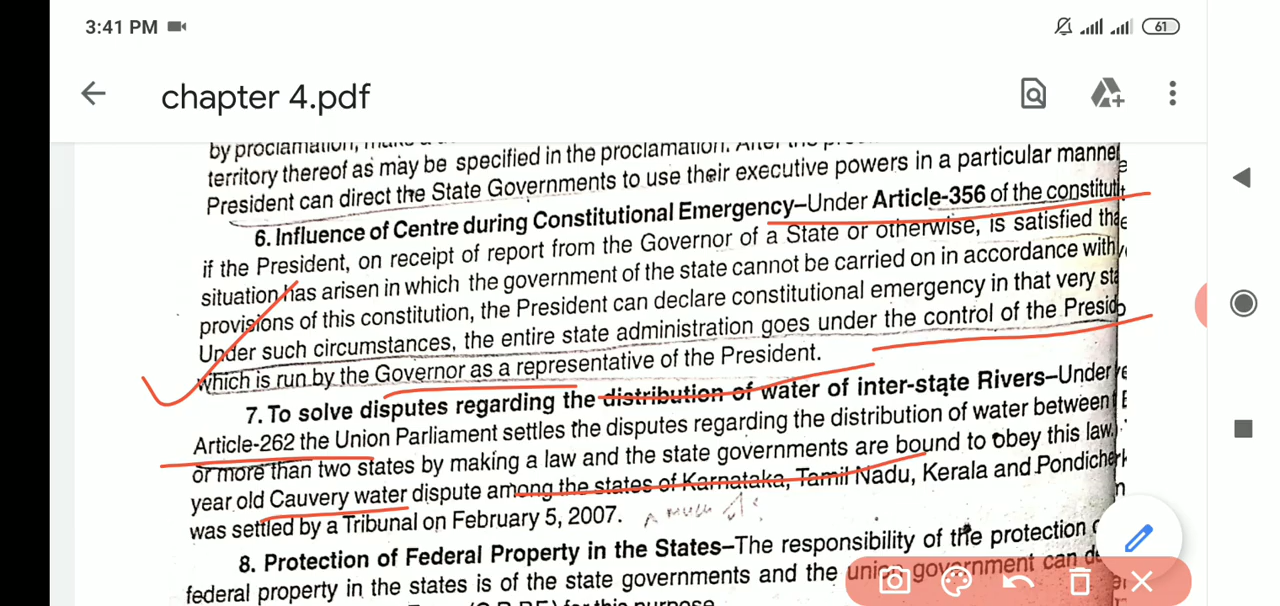 3:41 PM
61
chapter 4.pdf
by proclamation,
territory thereof as may be specified in the proclamation. After the
President can direct the State Governments to use their executive powers in a particular manner
6. Influence of Centre during Constitutional Emergency–Under Article-356 of the constitut
if the President, on receipt of report from the Governor of a State or otherwise, is satisfied tha
situation has arisen in which the government of the state cannot be carried on in accordance with
provisions of this constitution, the President can declare constitutional emergency in that very sta
Under such circumstances, the entire state administration goes under the control of the Presid
which is run by the Governor as a representative of the President.
7. To solve disputes regarding the distribution of water of inter-state Rivers–Under
Article-262 the Union Parliament settles the disputes regarding the distribution of water between
or more than two states by making a law and the state governments are bound to obey this law.
year old Cauvery water dispute among the states of Karnataka, Tamil Nadu, Kerala and Pondicher
was settled by a Tribunal on February 5, 2007.
8. Protection of Federal Property in the States–The responsibility of the protection
federal property in the states is of the state governments and the union government can
for this purpose